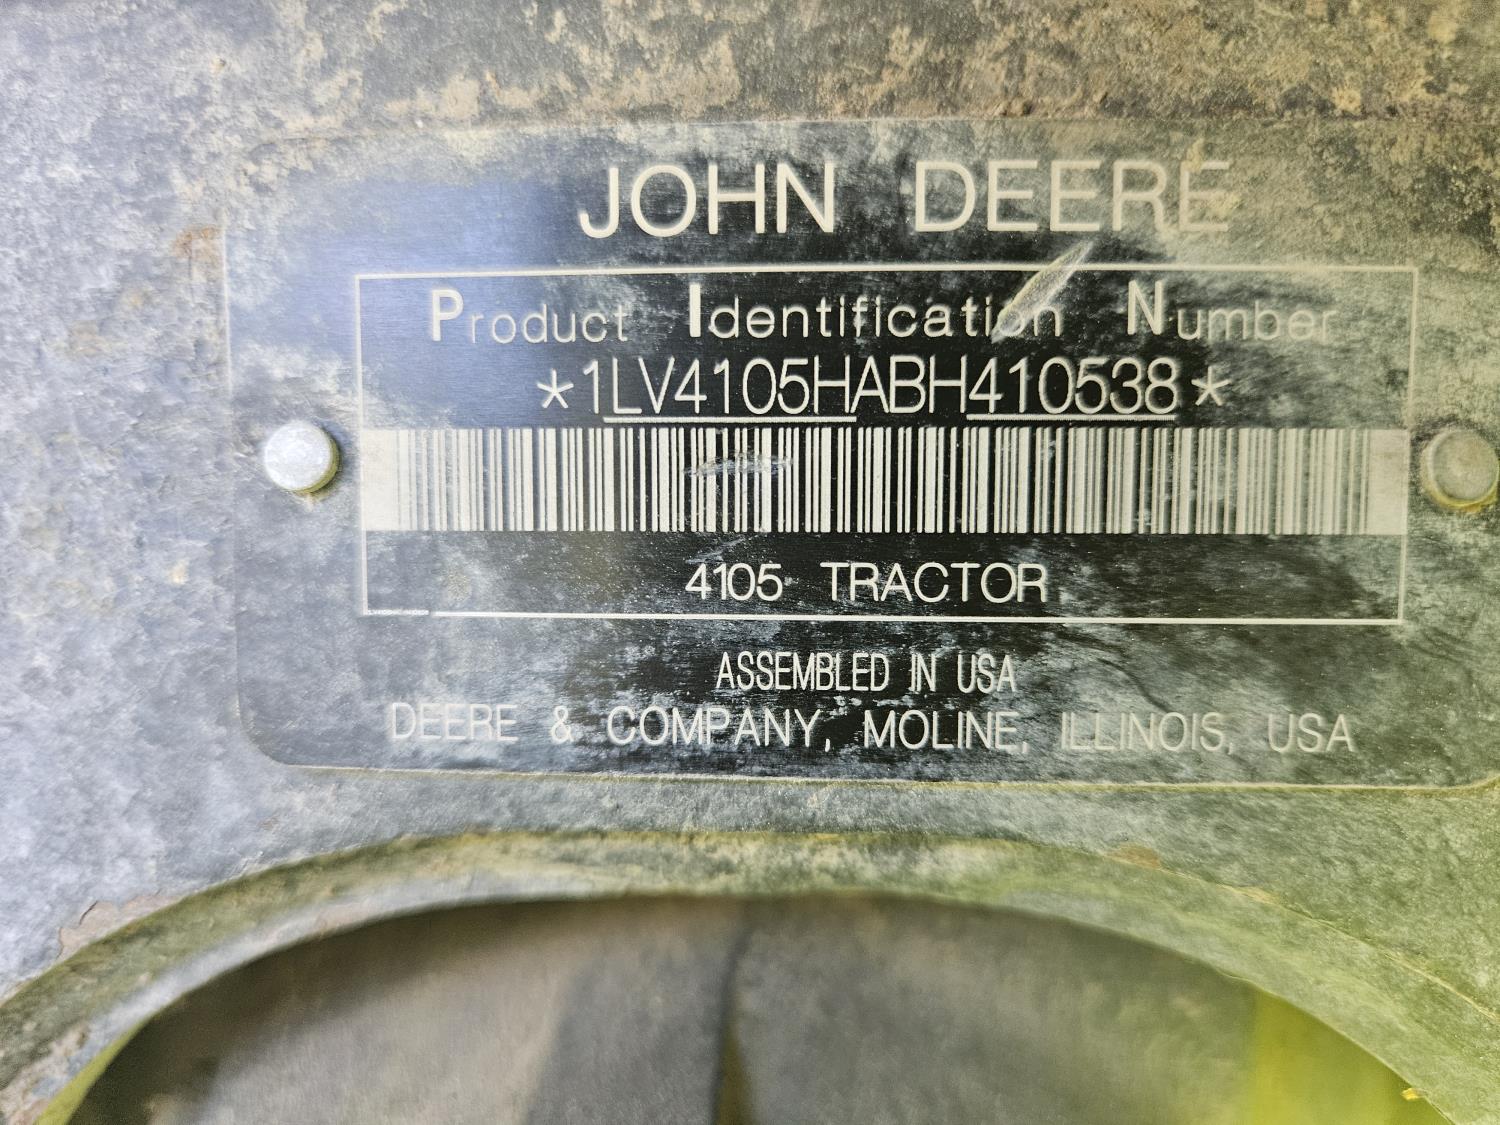 JOHN DEERE
Product Identification Number
*1LV4105HABH410538*
4105 TRACTOR
ASSEMBLED IN USA
DEERE & COMPANY, MOLINE, ILLINOIS, USA